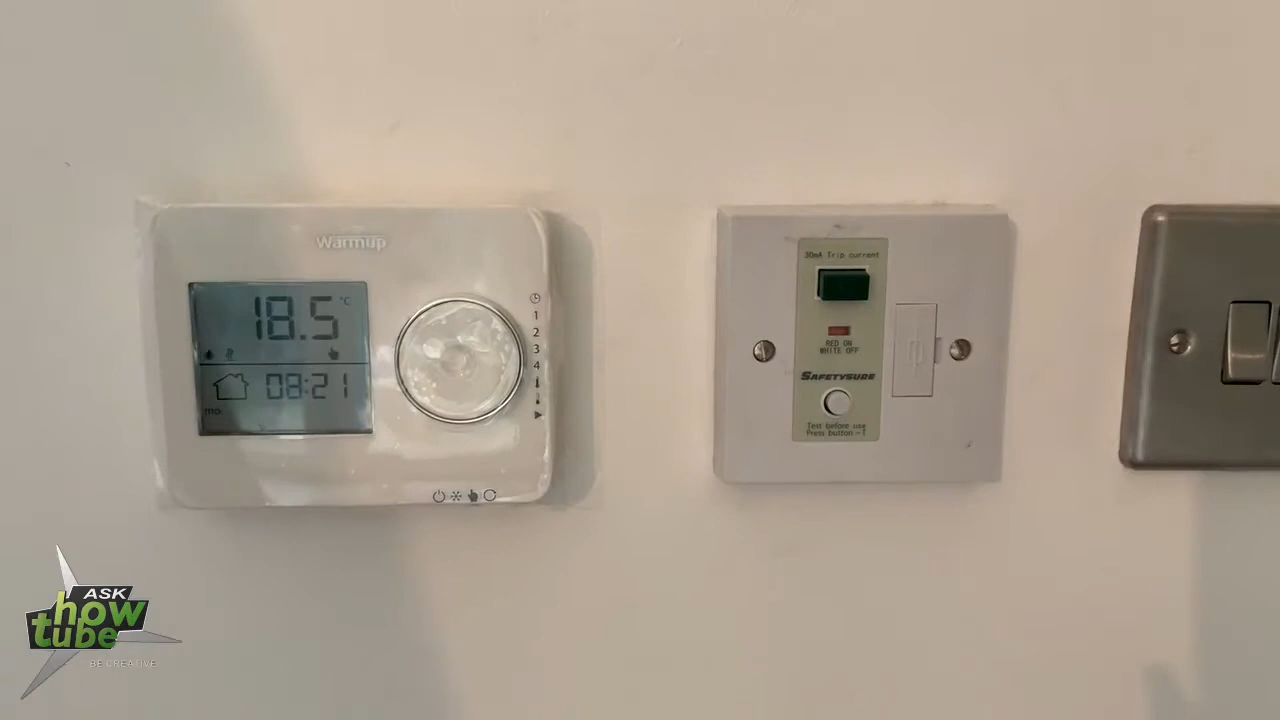 Warmup
18.5 °C
08:21
1
2
3
4
30mA Trip current
RED ON
WHITE OFF
SAFETYSURE
Test before use
Press button -T
ASK
how
tube
BE CREATIVE